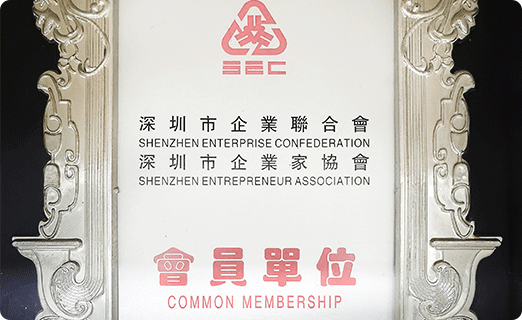 SEC
深圳市企業聯合會
SHENZHEN ENTERPRISE CONFEDERATION
深圳市企業家協會
SHENZHEN ENTREPRENEUR ASSOCIATION
會員單位
COMMON MEMBERSHIP